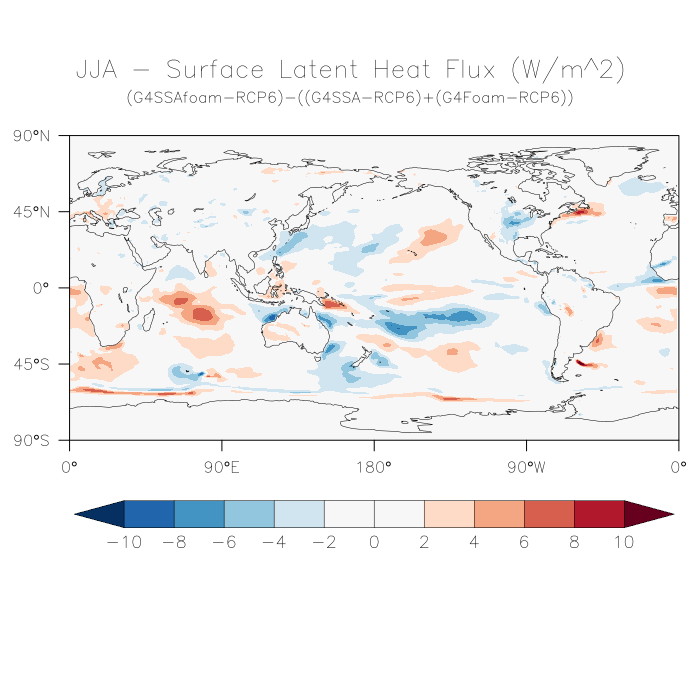 JJA − Surface Latent Heat Flux (W/m^2)
(G4SSAfoam−RCP6)−((G4SSA−RCP6)+(G4Foam−RCP6))
90°N
45°N
0°
45°S
90°S
0° 90°E 180° 90°W 0°
−10 −8 −6 −4 −2 0 2 4 6 8 10